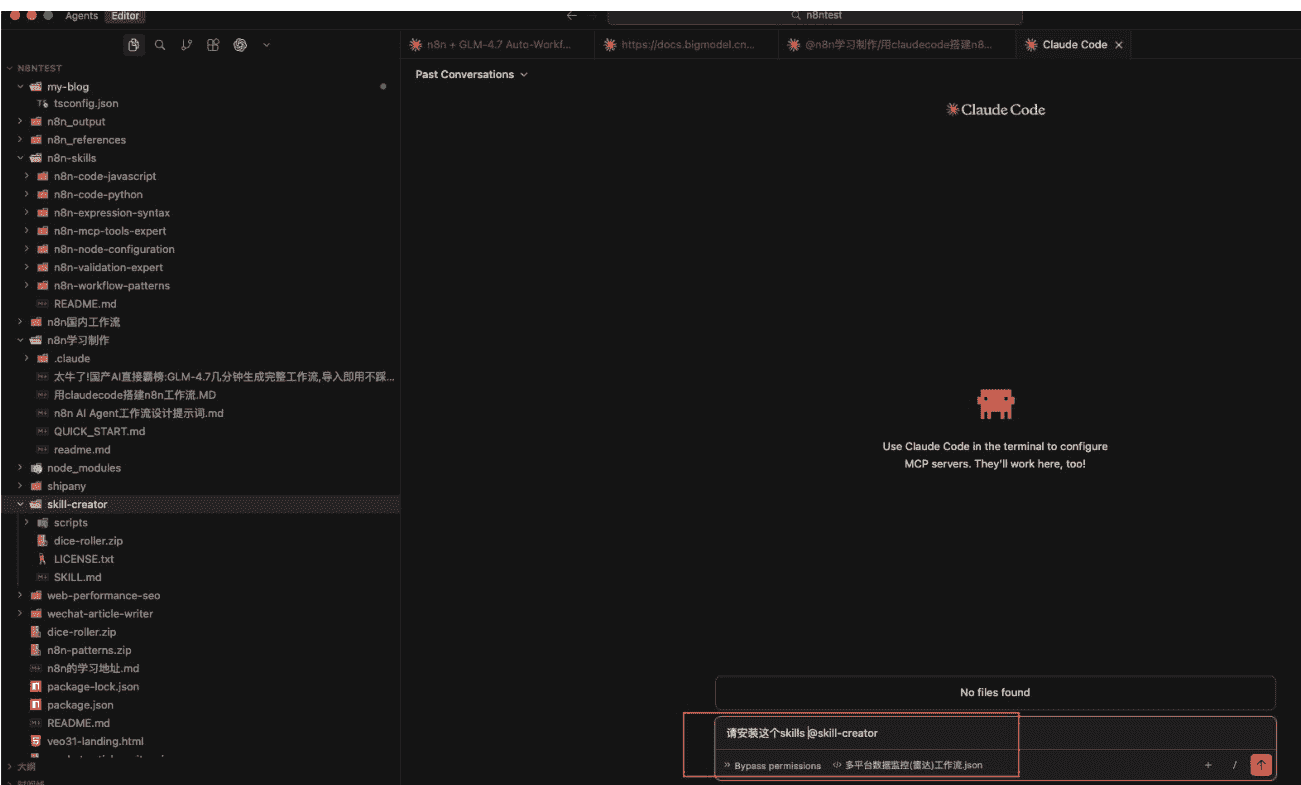 Agents Editor
n8ntest
n8n + GLM-4.7 Auto-Workf...
https://docs.bigmodel.cn...
@n8n学习制作/用claudecode搭建n8...
Claude Code
N8NTEST
my-blog
tsconfig.json
n8n_output
n8n_references
n8n-skills
n8n-code-javascript
n8n-code-python
n8n-expression-syntax
n8n-mcp-tools-expert
n8n-node-configuration
n8n-validation-expert
n8n-workflow-patterns
README.md
n8n国内工作流
n8n学习制作
.claude
太牛了!国产AI直接霸榜:GLM-4.7几分钟生成完整工作流,导入即用不踩...
用claudecode搭建n8n工作流.MD
n8n AI Agent工作流设计提示词.md
QUICK_START.md
readme.md
node_modules
shipany
skill-creator
scripts
dice-roller.zip
LICENSE.txt
SKILL.md
web-performance-seo
wechat-article-writer
dice-roller.zip
n8n-patterns.zip
n8n的学习地址.md
package-lock.json
package.json
README.md
veo31-landing.html
大纲
Past Conversations
Claude Code
Use Claude Code in the terminal to configure
MCP servers. They'll work here, too!
No files found
请安装这个skills @skill-creator
Bypass permissions
多平台数据监控(雷达)工作流.json